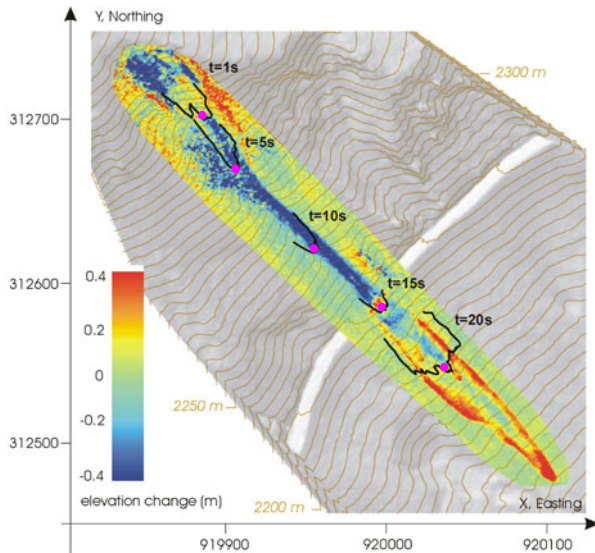 Y, Northing
2300 m
t=1s
312700
t=5s
t=10s
312600
0.4
t=15s
0.2
t=20s
0
-0.2
2250 m
312500
-0.4
elevation change (m)
2200 m
X, Easting
919900
920000
920100